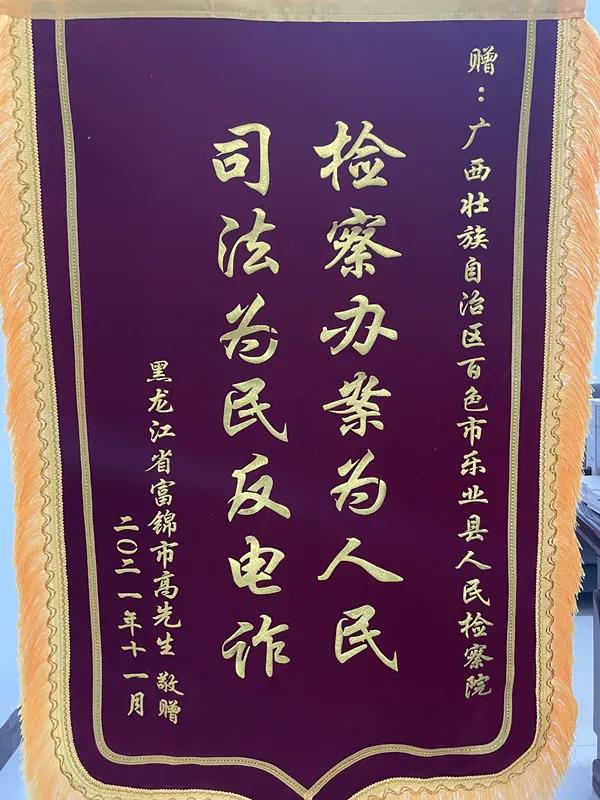 赠：广西壮族自治区百色市乐业县人民检察院
检察办案为人民
司法为民反电诈
黑龙江省富锦市高先生 敬赠
二〇二一年十一月